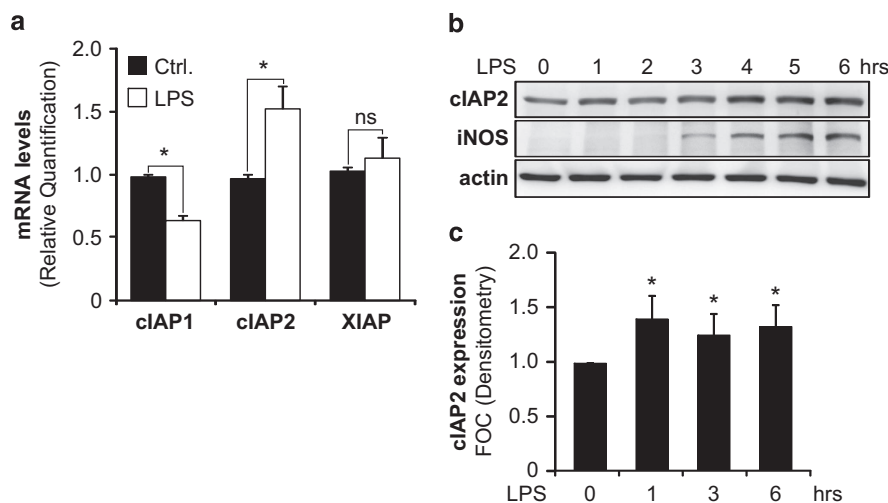 a
mRNA levels
(Relative Quantification)
2.0
1.5
1.0
0.5
0
Ctrl.
LPS
*
*
ns
cIAP1 cIAP2 XIAP
b
LPS 0 1 2 3 4 5 6 hrs
cIAP2
iNOS
actin
c
cIAP2 expression
FOC (Densitometry)
2.0
1.5
1.0
0.5
0.0
* * *
LPS 0 1 3 6 hrs